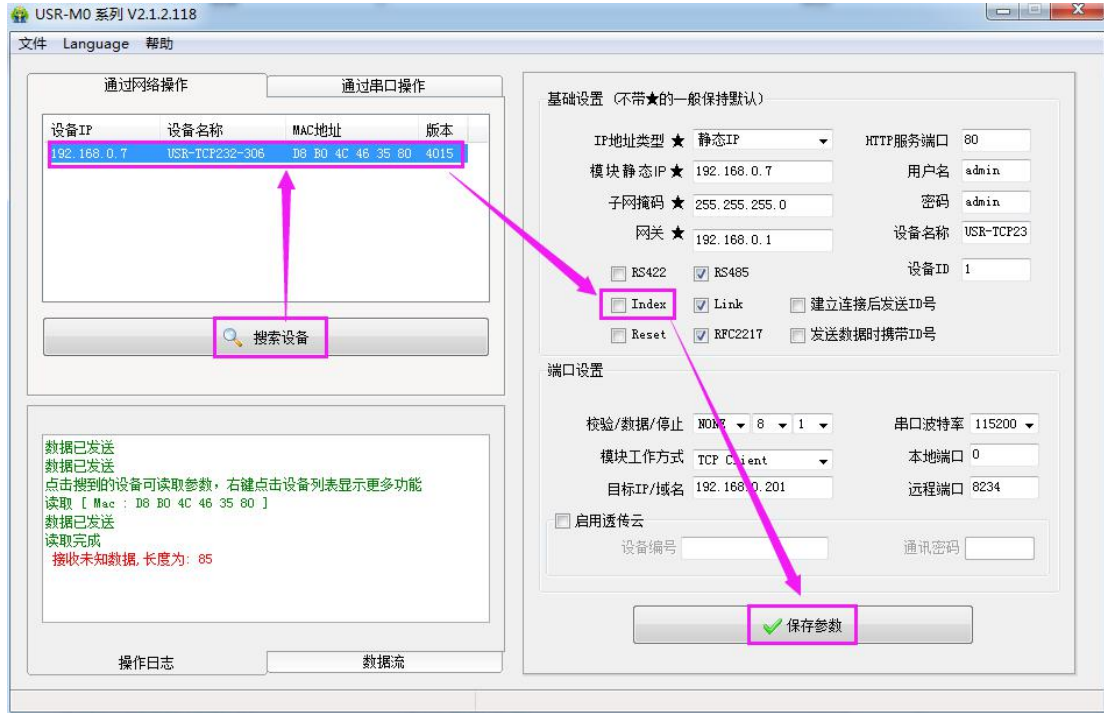 USR-M0 系列 V2.1.2.118
文件 Language 帮助
通过网络操作 通过串口操作
设备IP 设备名称 MAC地址 版本
192.168.0.7 USR-TCP232-306 D8 B0 4C 46 35 80 4015
搜索设备
数据已发送
数据已发送
点击搜到的设备可读取参数，右键点击设备列表显示更多功能
读取 [ Mac : D8 B0 4C 46 35 80 ]
数据已发送
读取完成
接收未知数据,长度为: 85
操作日志 数据流
基础设置 (不带★的一般保持默认)
IP地址类型 ★ 静态IP HTTP服务端口 80
模块静态IP ★ 192.168.0.7 用户名 admin
子网掩码 ★ 255.255.255.0 密码 admin
网关 ★ 192.168.0.1 设备名称 USR-TCP23
RS422 RS485 设备ID 1
Index Link 建立连接后发送ID号
Reset RFC2217 发送数据时携带ID号
端口设置
校验/数据/停止 NONE 8 1 串口波特率 115200
模块工作方式 TCP Client 本地端口 0
目标IP/域名 192.168.0.201 远程端口 8234
启用透传云
设备编号 通讯密码
保存参数